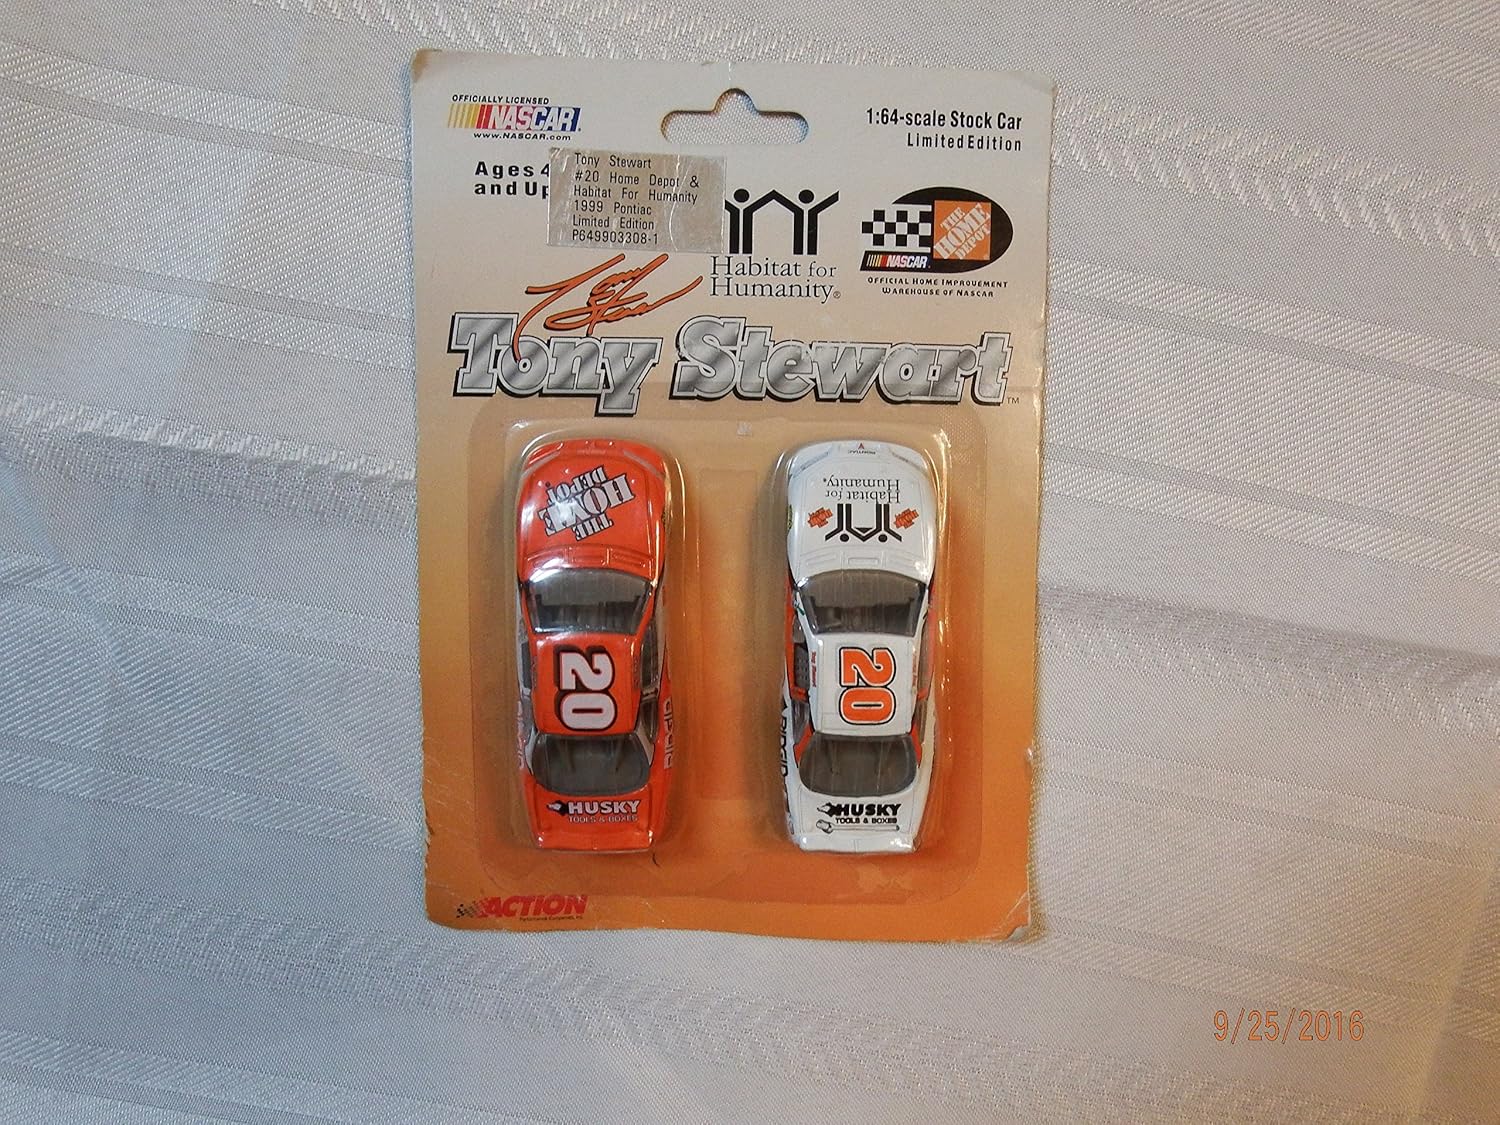 OFFICIALLY LICENSED
NASCAR
www.NASCAR.com
1:64-scale Stock Car
Limited Edition
Ages 4
and Up
Tony Stewart
#20 Home Depot &
Habitat For Humanity
1999 Pontiac
Limited Edition
P649903308-1
Habitat for
Humanity®
THE
HOME
DEPOT
NASCAR
OFFICIAL HOME IMPROVEMENT
WAREHOUSE OF NASCAR
Tony Stewart
Tony Stewart™
THE
HOME
DEPOT
20
HUSKY
TOOLS & BOXES
Habitat for
Humanity®
20
RIDGID
HUSKY
TOOLS & BOXES
ACTION
9/25/2016